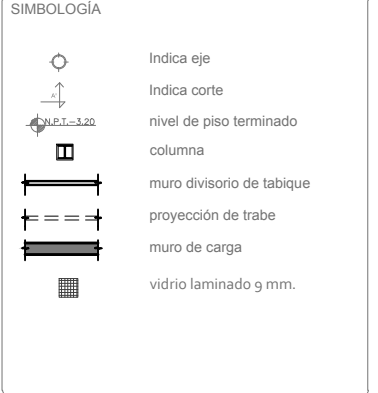 SIMBOLOGÍA
Indica eje
A' Indica corte
N.P.T.-3.20 nivel de piso terminado
columna
muro divisorio de tabique
proyección de trabe
muro de carga
vidrio laminado 9 mm.